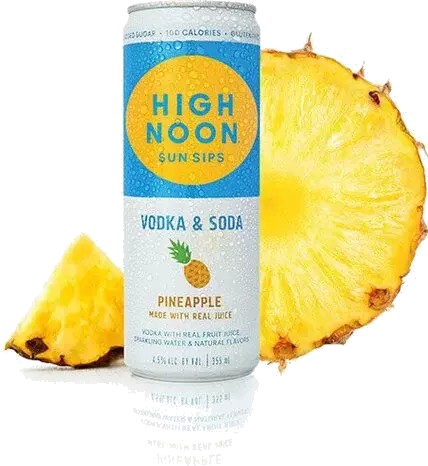 SUGAR • 100 CALORIES • GLUTEN
HIGH
NOON
SUN SIPS
VODKA & SODA
PINEAPPLE
MADE WITH REAL JUICE
VODKA WITH REAL FRUIT JUICE,
SPARKLING WATER & NATURAL FLAVORS
4.5% ALC. BY VOL. | 355 ml